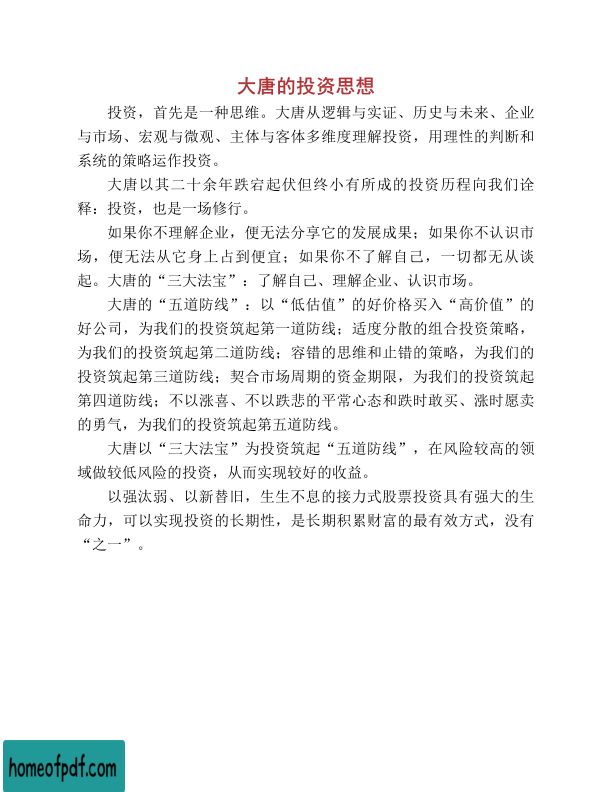 大唐的投资思想
投资，首先是一种思维。大唐从逻辑与实证、历史与未来、企业
与市场、宏观与微观、主体与客体多维度理解投资，用理性的判断和
系统的策略运作投资。
大唐以其二十余年跌宕起伏但终小有所成的投资历程向我们诠
释：投资，也是一场修行。
如果你不理解企业，便无法分享它的发展成果；如果你不认识市
场，便无法从它身上占到便宜；如果你不了解自己，一切都无从谈
起。大唐的“三大法宝”：了解自己、理解企业、认识市场。
大唐的“五道防线”：以“低估值”的好价格买入“高价值”的
好公司，为我们的投资筑起第一道防线；适度分散的组合投资策略，
为我们的投资筑起第二道防线；容错的思维和止错的策略，为我们的
投资筑起第三道防线；契合市场周期的资金期限，为我们的投资筑起
第四道防线；不以涨喜、不以跌悲的平常心态和跌时敢买、涨时愿卖
的勇气，为我们的投资筑起第五道防线。
大唐以“三大法宝”为投资筑起“五道防线”，在风险较高的领
域做较低风险的投资，从而实现较好的收益。
以强汰弱、以新替旧，生生不息的接力式股票投资具有强大的生
命力，可以实现投资的长期性，是长期积累财富的最有效方式，没有
“之一”。
homeofpdf.com